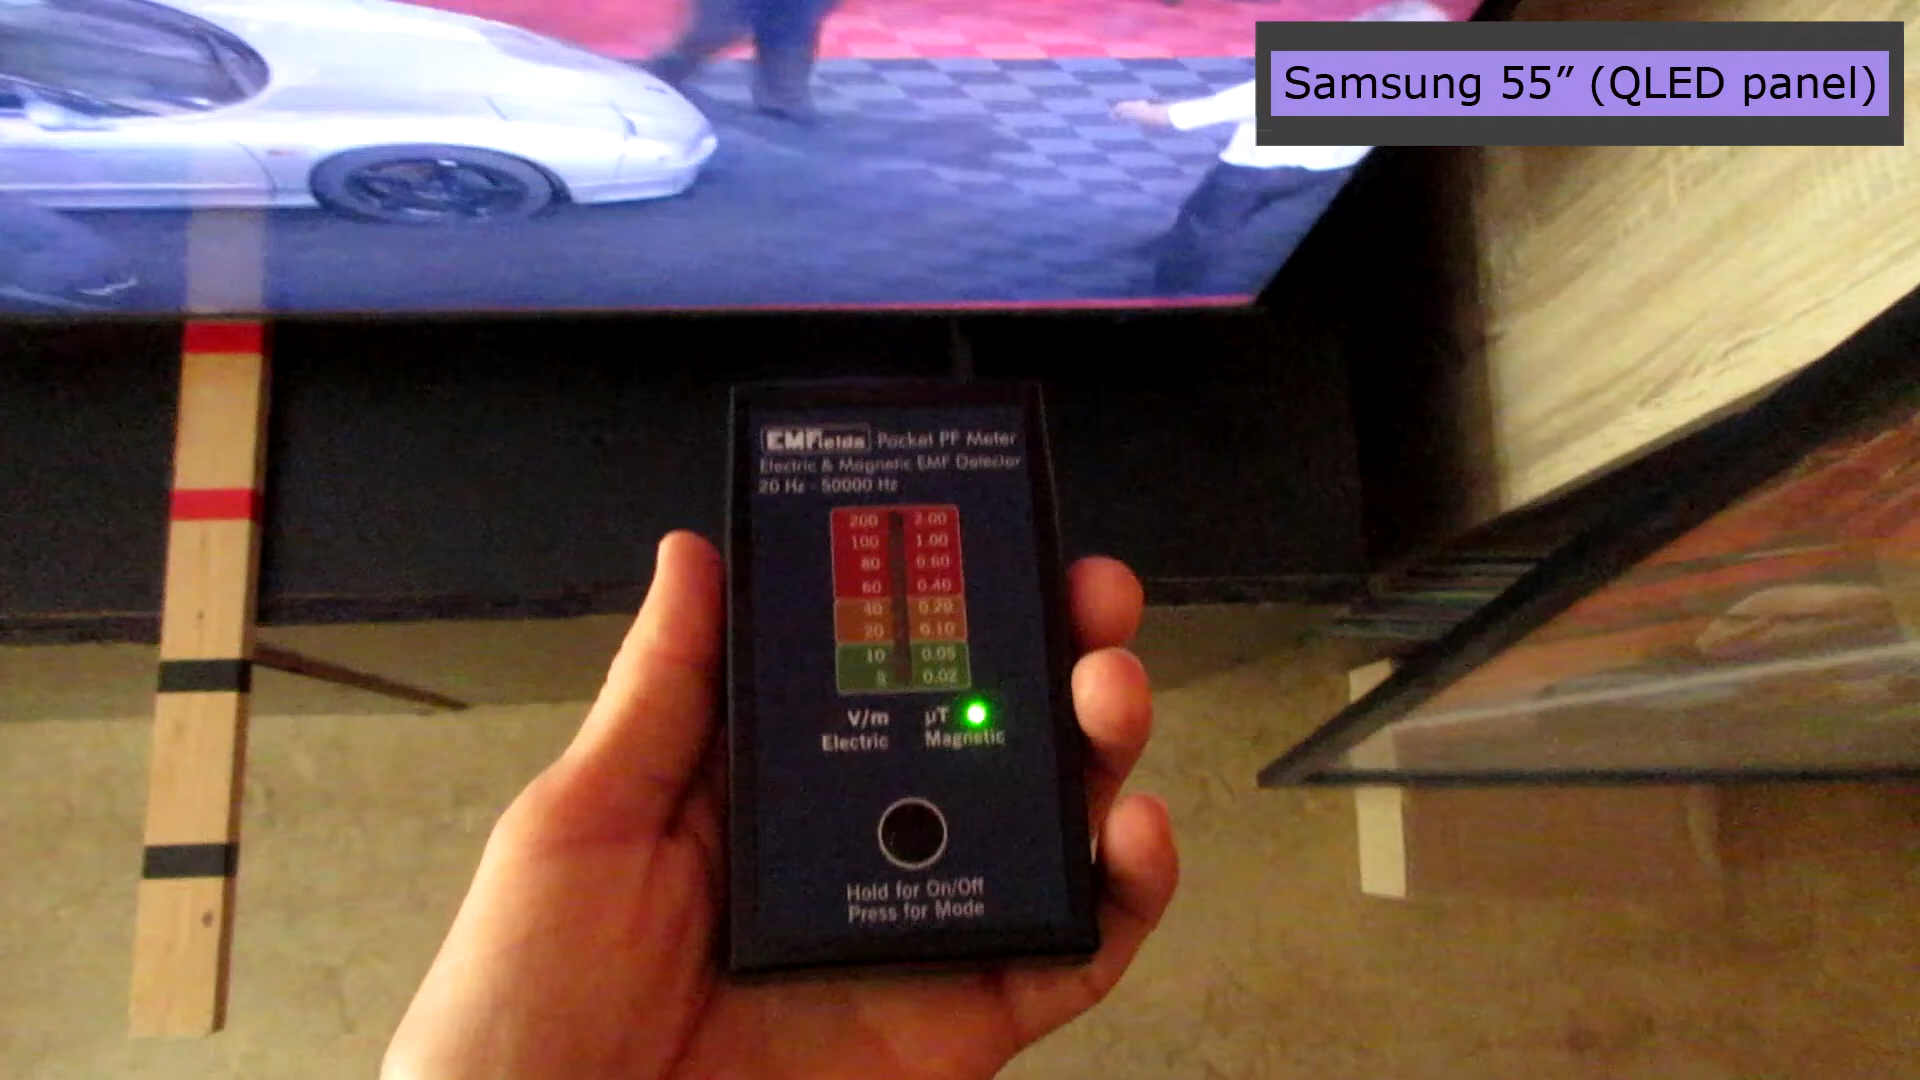 Samsung 55” (QLED panel)
EMFields Pocket PF Meter
Electric & Magnetic EMF Detector
20 Hz - 50000 Hz
200 2.00
100 1.00
80 0.60
60 0.40
40 0.20
20 0.10
10 0.05
5 0.02
V/m µT
Electric Magnetic
Hold for On/Off
Press for Mode